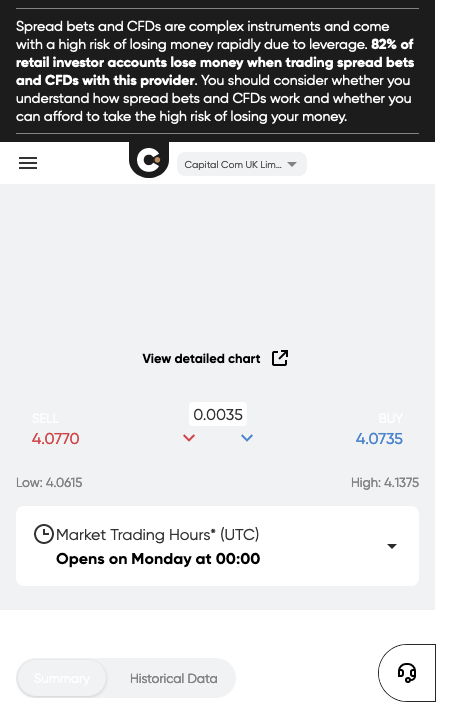 Spread bets and CFDs are complex instruments and come
with a high risk of losing money rapidly due to leverage. 82% of
retail investor accounts lose money when trading spread bets
and CFDs with this provider. You should consider whether you
understand how spread bets and CFDs work and whether you
can afford to take the high risk of losing your money.
Capital Com UK Lim...
View detailed chart
SELL
0.0035
BUY
4.0770
4.0735
Low: 4.0615
High: 4.1375
Market Trading Hours* (UTC)
Opens on Monday at 00:00
Summary
Historical Data